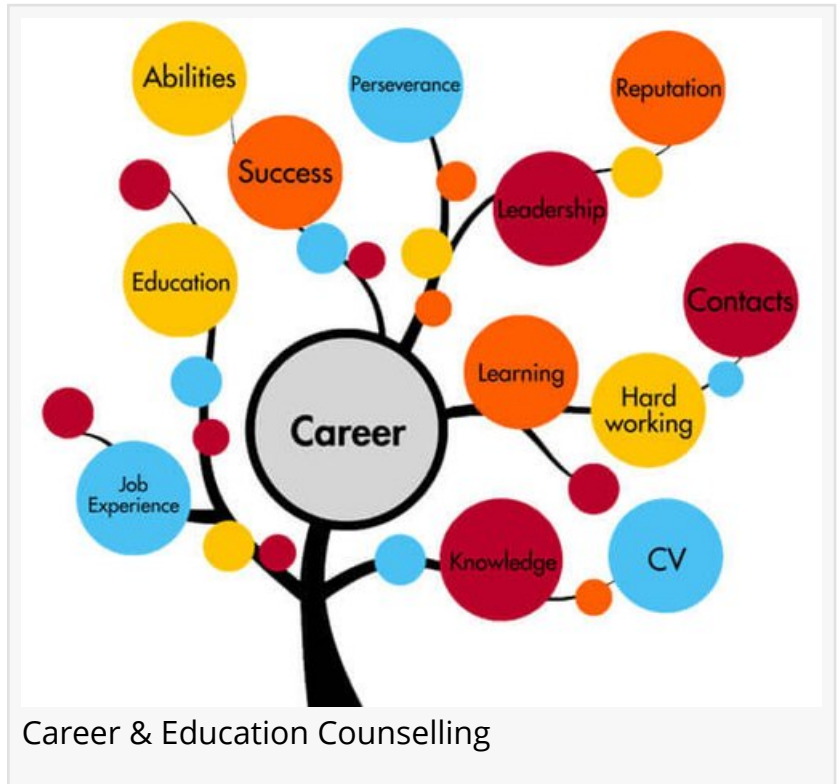 Abilities
Perseverance
Reputation
Success
Leadership
Education
Contacts
Learning
Hard
working
Career
Job
Experience
Knowledge
CV
Career & Education Counselling